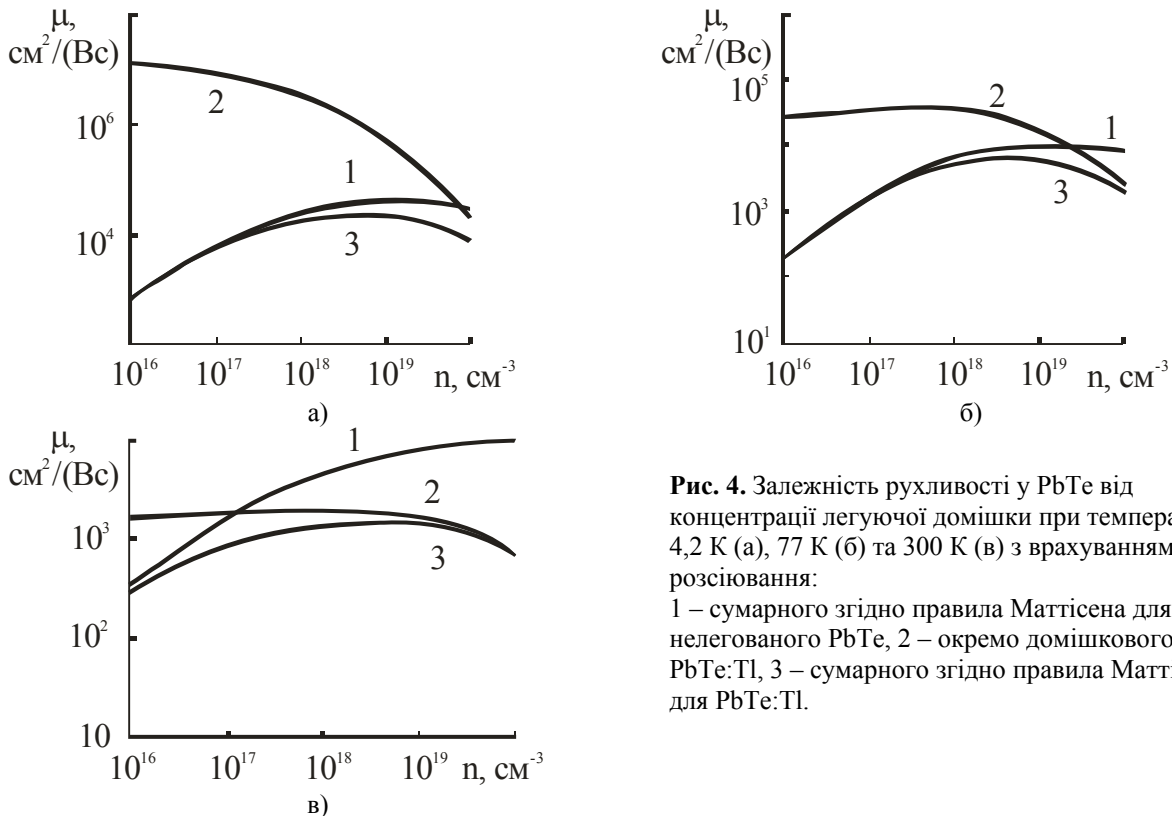 μ,
см²/(Вс)
10⁶
10⁴
2
1
3
10¹⁶ 10¹⁷ 10¹⁸ 10¹⁹ n, см⁻³
а)
μ,
см²/(Вс)
10⁵
10³
10¹
2
1
3
10¹⁶ 10¹⁷ 10¹⁸ 10¹⁹ n, см⁻³
б)
μ,
см²/(Вс)
10³
10²
10
1
2
3
10¹⁶ 10¹⁷ 10¹⁸ 10¹⁹ n, см⁻³
в)
Рис. 4. Залежність рухливості у PbTe від
концентрації легуючої домішки при темпера
4,2 К (а), 77 К (б) та 300 К (в) з врахуванням
розсіювання:
1 – сумарного згідно правила Маттісена для
нелегованого PbTe, 2 – окремо домішкового
PbTe:Tl, 3 – сумарного згідно правила Матті
для PbTe:Tl.